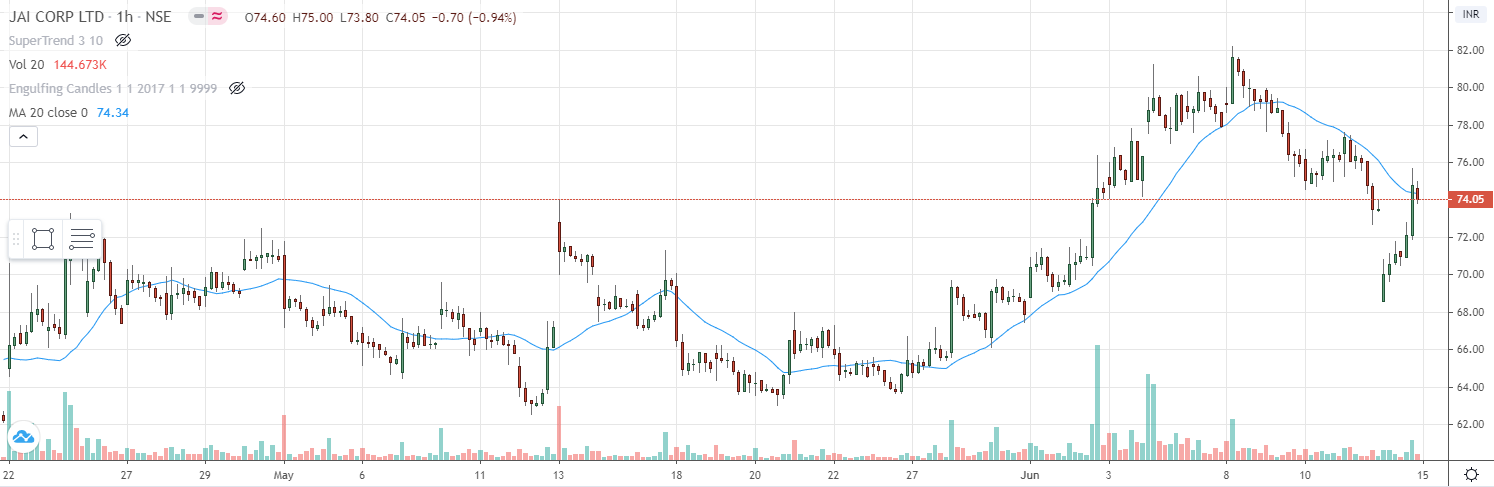 JAI CORP LTD · 1h · NSE O74.60 H75.00 L73.80 C74.05 −0.70 (−0.94%)
INR
SuperTrend 3 10
Vol 20 144.673K
Engulfing Candles 1 1 2017 1 1 9999
MA 20 close 0 74.34
82.00
80.00
78.00
76.00
74.05
72.00
70.00
68.00
66.00
64.00
62.00
22 27 29 May 6 11 13 18 20 22 27 Jun 3 8 10 15